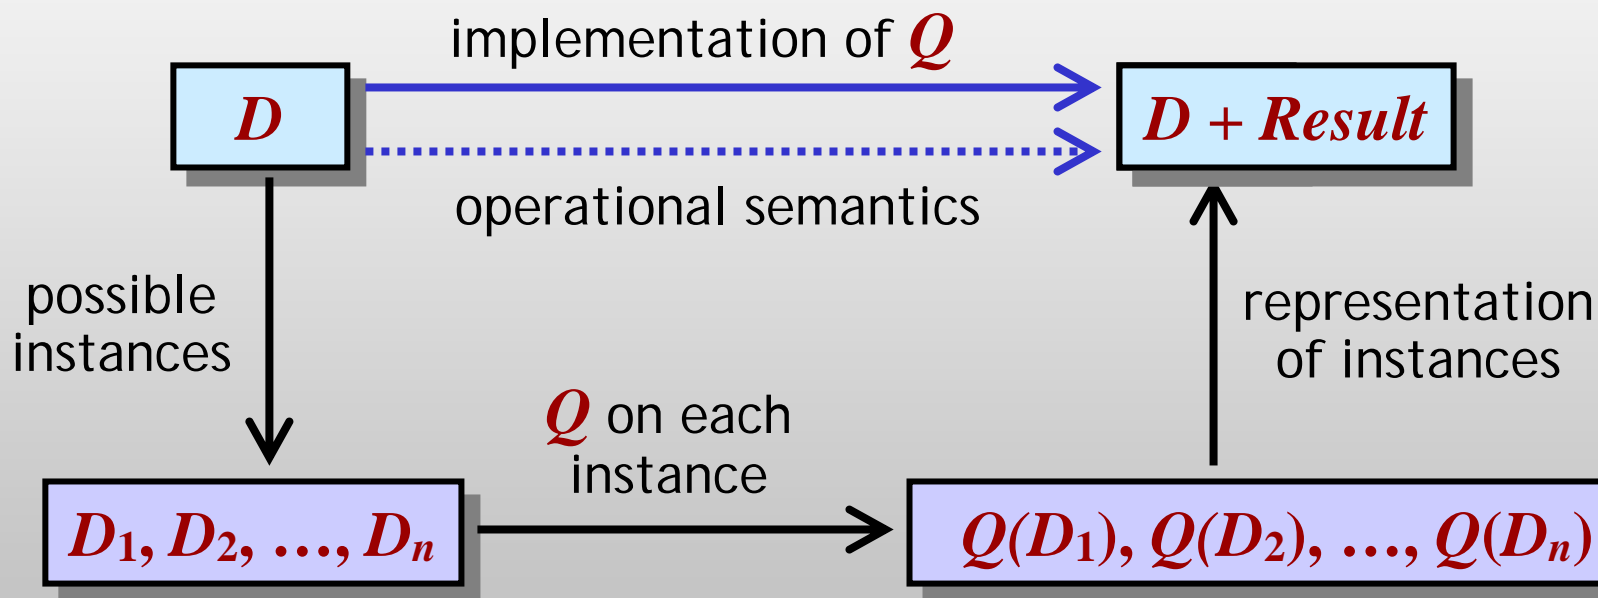 implementation of Q
D
D + Result
operational semantics
possible
instances
representation
of instances
Q on each
instance
D₁, D₂, …, Dₙ
Q(D₁), Q(D₂), …, Q(Dₙ)